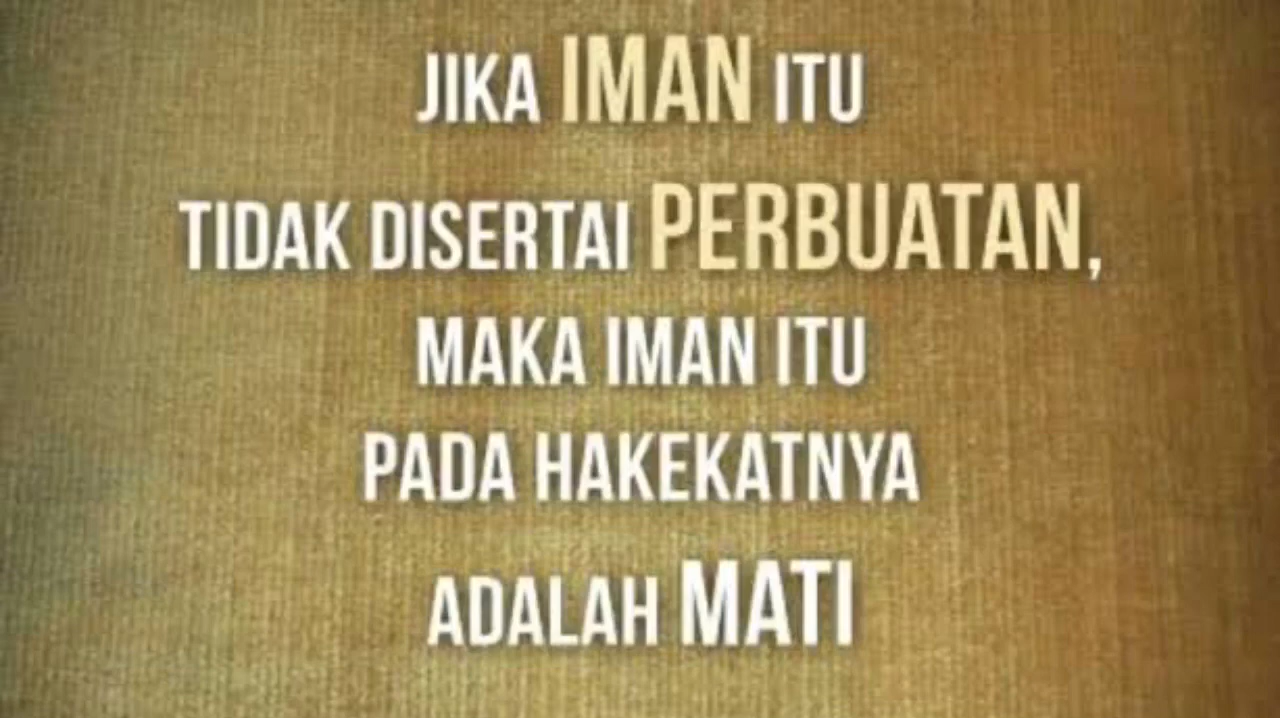 JIKA IMAN ITU
TIDAK DISERTAI PERBUATAN,
MAKA IMAN ITU
PADA HAKEKATNYA
ADALAH MATI